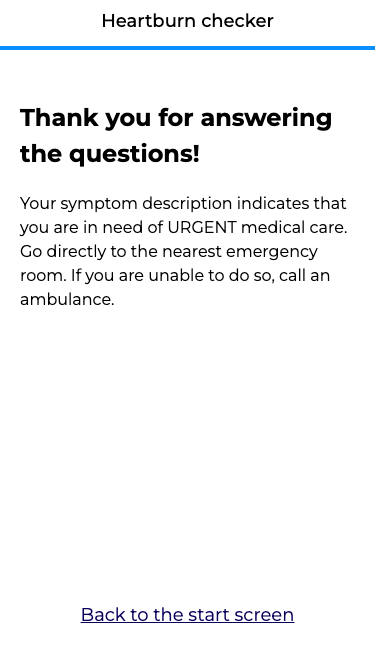 Heartburn checker
Thank you for answering
the questions!
Your symptom description indicates that
you are in need of URGENT medical care.
Go directly to the nearest emergency
room. If you are unable to do so, call an
ambulance.
Back to the start screen